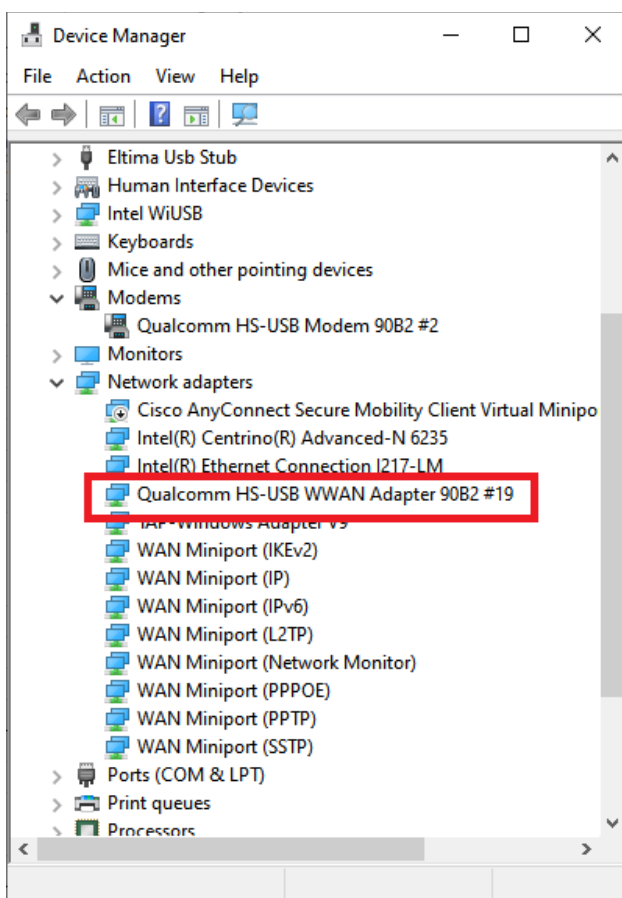 Device Manager
File Action View Help
Eltima Usb Stub
Human Interface Devices
Intel WiUSB
Keyboards
Mice and other pointing devices
Modems
Qualcomm HS-USB Modem 90B2 #2
Monitors
Network adapters
Cisco AnyConnect Secure Mobility Client Virtual Minipo
Intel(R) Centrino(R) Advanced-N 6235
Intel(R) Ethernet Connection I217-LM
Qualcomm HS-USB WWAN Adapter 90B2 #19
TAP-Windows Adapter V9
WAN Miniport (IKEv2)
WAN Miniport (IP)
WAN Miniport (IPv6)
WAN Miniport (L2TP)
WAN Miniport (Network Monitor)
WAN Miniport (PPPOE)
WAN Miniport (PPTP)
WAN Miniport (SSTP)
Ports (COM & LPT)
Print queues
Processors